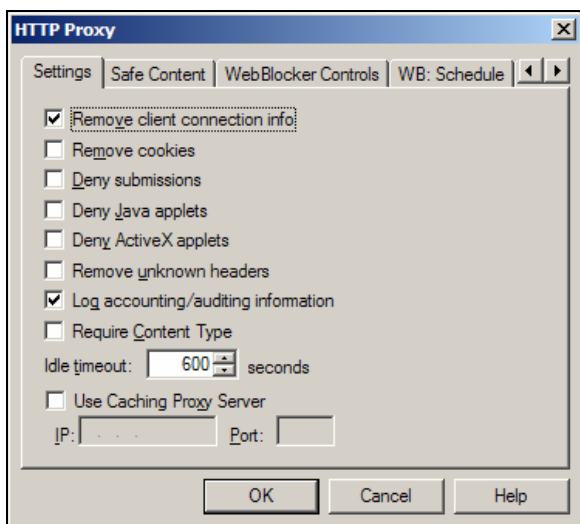 HTTP Proxy
Settings Safe Content WebBlocker Controls WB: Schedule
Remove client connection info
Remove cookies
Deny submissions
Deny Java applets
Deny ActiveX applets
Remove unknown headers
Log accounting/auditing information
Require Content Type
Idle timeout: 600 seconds
Use Caching Proxy Server
IP: . . . Port:
OK Cancel Help